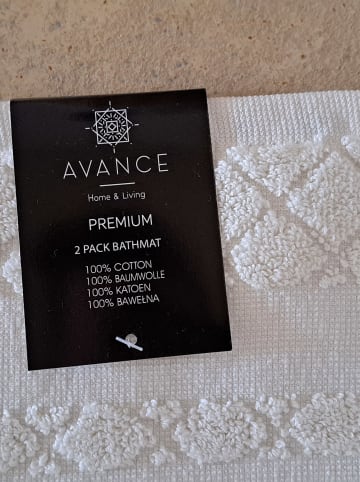 AVANCE
Home & Living
PREMIUM
2 PACK BATHMAT
100% COTTON
100% BAUMWOLLE
100% KATOEN
100% BAWEŁNA